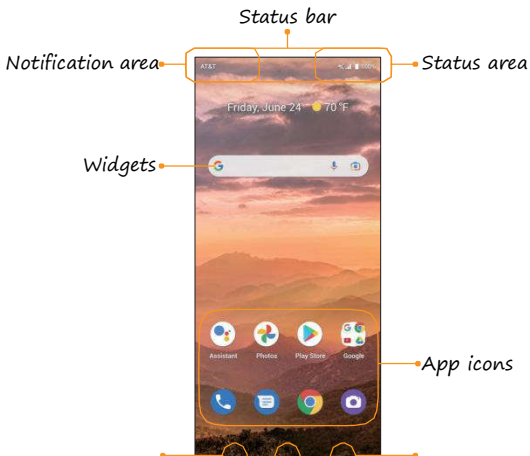 Status bar
Notification area
Status area
AT&T
100%
Friday, June 24 70 °F
Widgets
G
Assistant Photos Play Store Google
App icons